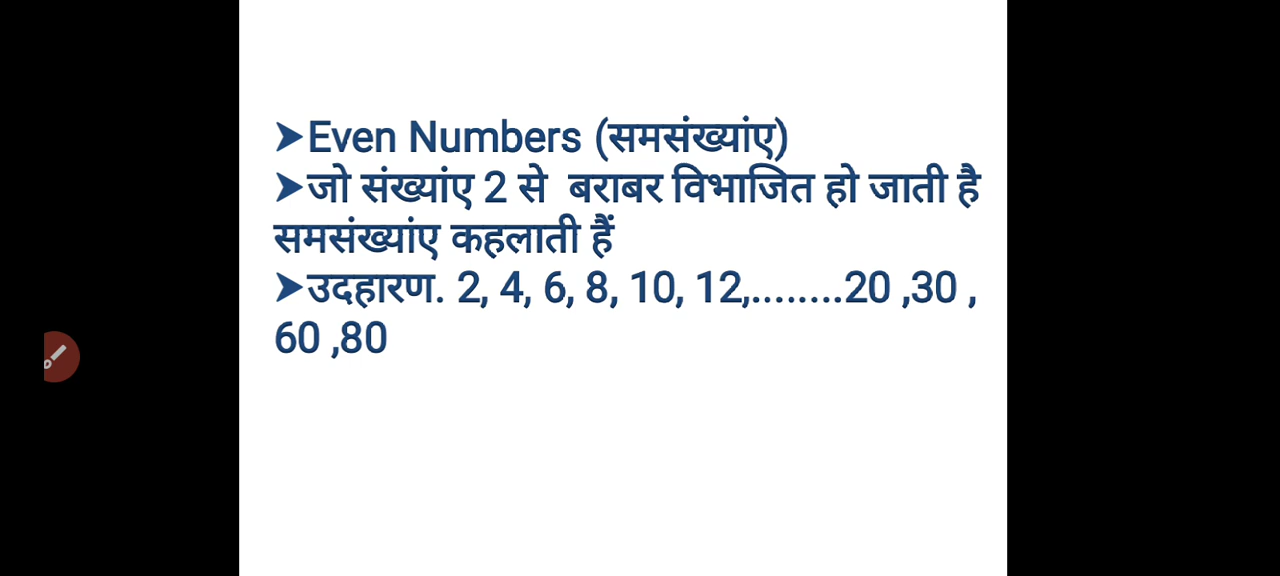 ➤Even Numbers (समसंख्यांए)
➤जो संख्यांए 2 से बराबर विभाजित हो जाती है
समसंख्यांए कहलाती हैं
➤उदहारण. 2, 4, 6, 8, 10, 12,........20 ,30 ,
60 ,80